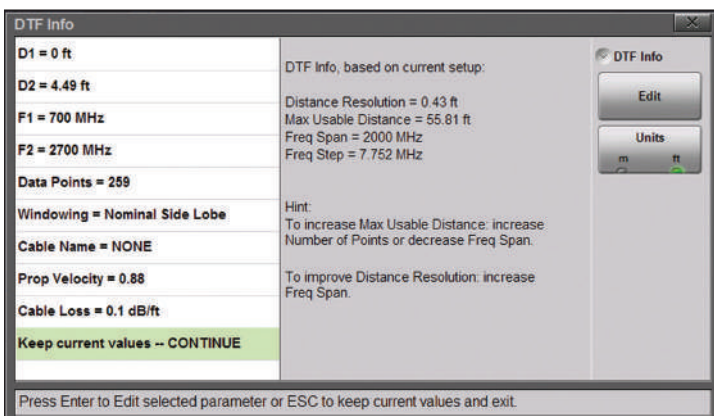 DTF Info
D1 = 0 ft
D2 = 4.49 ft
F1 = 700 MHz
F2 = 2700 MHz
Data Points = 259
Windowing = Nominal Side Lobe
Cable Name = NONE
Prop Velocity = 0.88
Cable Loss = 0.1 dB/ft
Keep current values -- CONTINUE
DTF Info, based on current setup:
Distance Resolution = 0.43 ft
Max Usable Distance = 55.81 ft
Freq Span = 2000 MHz
Freq Step = 7.752 MHz
Hint:
To increase Max Usable Distance: increase
Number of Points or decrease Freq Span.
To improve Distance Resolution: increase
Freq Span.
DTF Info
Edit
Units
m ft
Press Enter to Edit selected parameter or ESC to keep current values and exit.